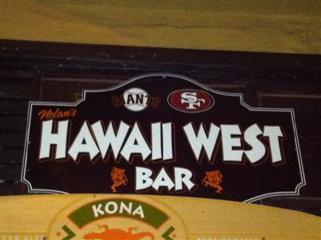 GIANTS SF
Nolan's
HAWAII WEST
BAR
KONA